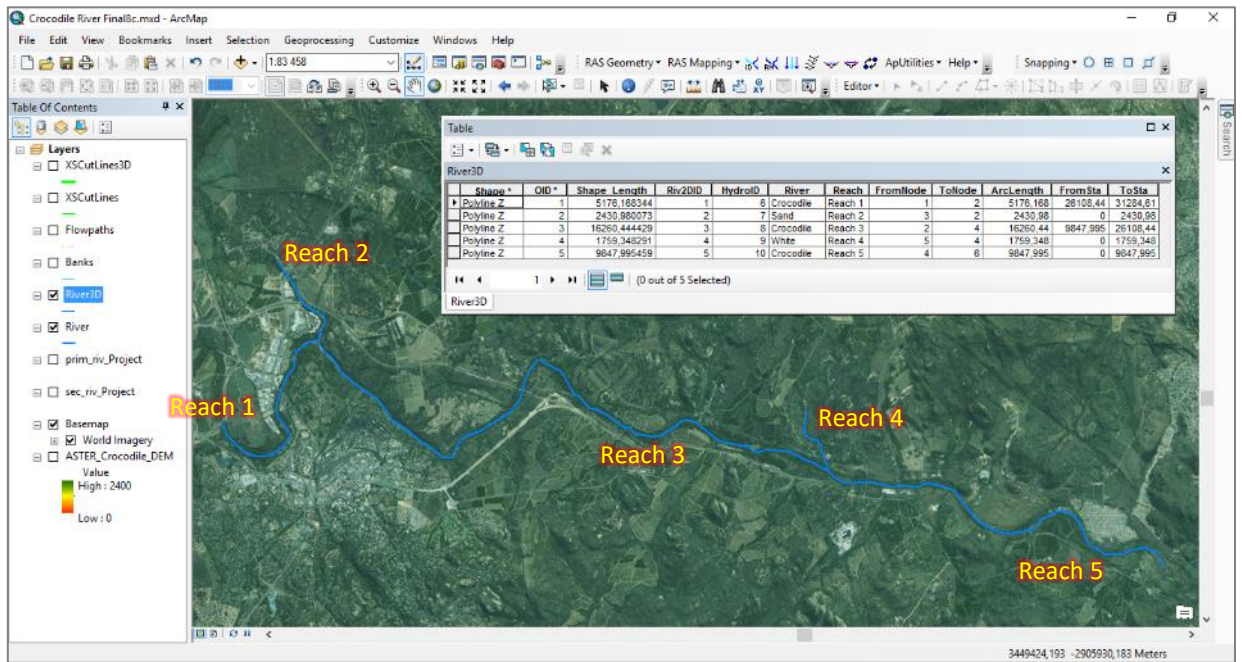 Crocodile River Final8c.mxd - ArcMap
File Edit View Bookmarks Insert Selection Geoprocessing Customize Windows Help
1:83 458 RAS Geometry RAS Mapping ApUtilities Help Snapping
Editor
Table Of Contents
Search
Layers
XSCutLines3D
XSCutLines
Flowpaths
Banks
River3D
River
prim_riv_Project
sec_riv_Project
Basemap
World Imagery
ASTER_Crocodile_DEM
Value
High : 2400
Low : 0
Table
River3D
Shape * OID * Shape_Length Riv2DID HydroID River Reach FromNode ToNode ArcLength FromSta ToSta
Polyline Z 1 5176,168344 1 6 Crocodile Reach 1 1 2 5176,168 26108,44 31284,61
Polyline Z 2 2430,980073 2 7 Sand Reach 2 3 2 2430,98 0 2430,98
Polyline Z 3 16260,444429 3 8 Crocodile Reach 3 2 4 16260,44 9847,995 26108,44
Polyline Z 4 1759,348291 4 9 White Reach 4 5 4 1759,348 0 1759,348
Polyline Z 5 9847,995459 5 10 Crocodile Reach 5 4 6 9847,995 0 9847,995
1 (0 out of 5 Selected)
River3D
Reach 2
Reach 1
Reach 4
Reach 3
Reach 5
3449424,193 -2905930,183 Meters